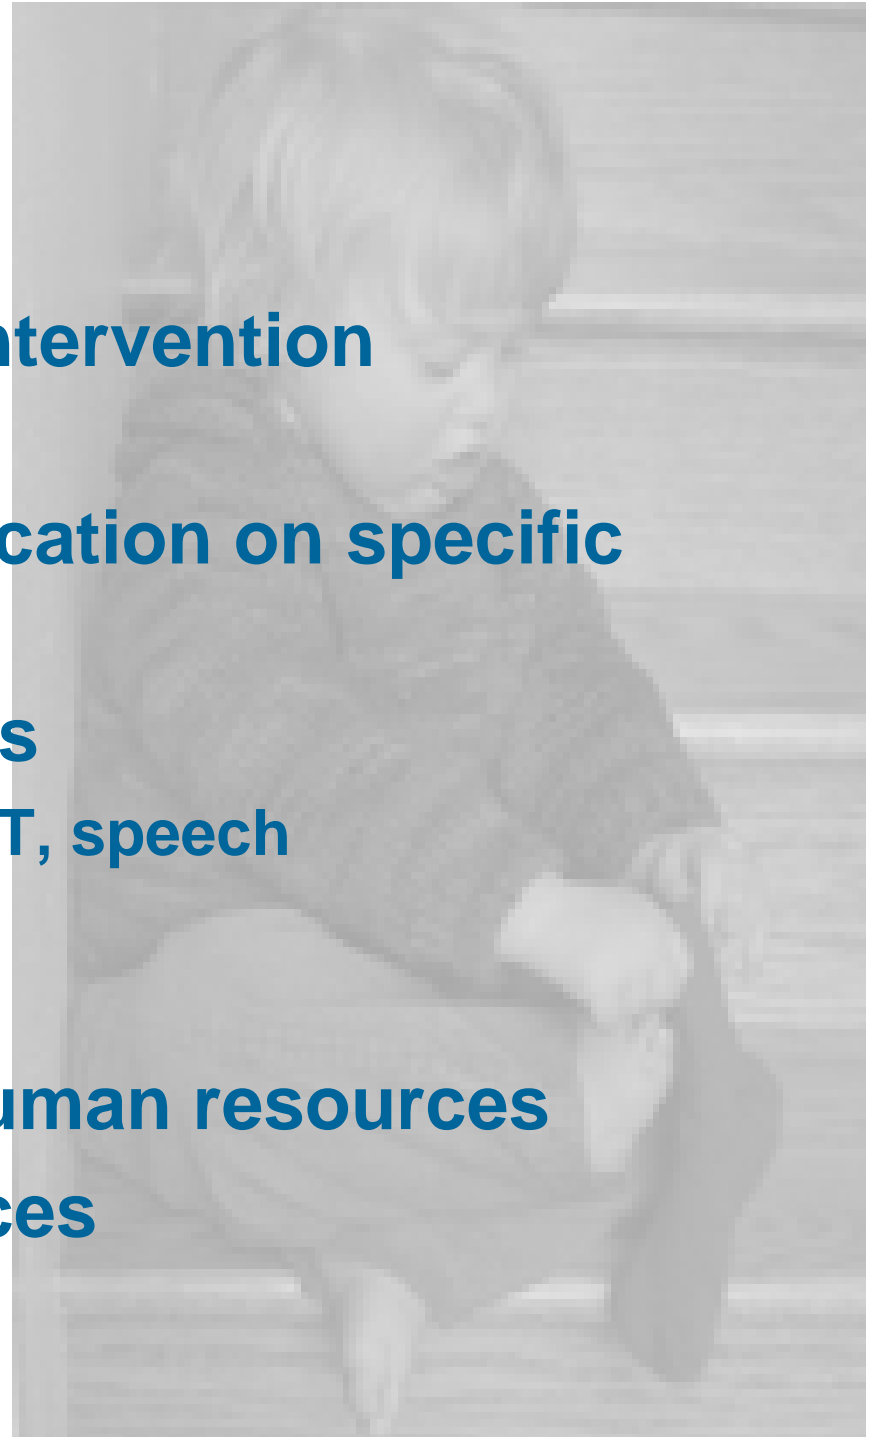 ntervention
cation on specific
s
T, speech
uman resources
ces